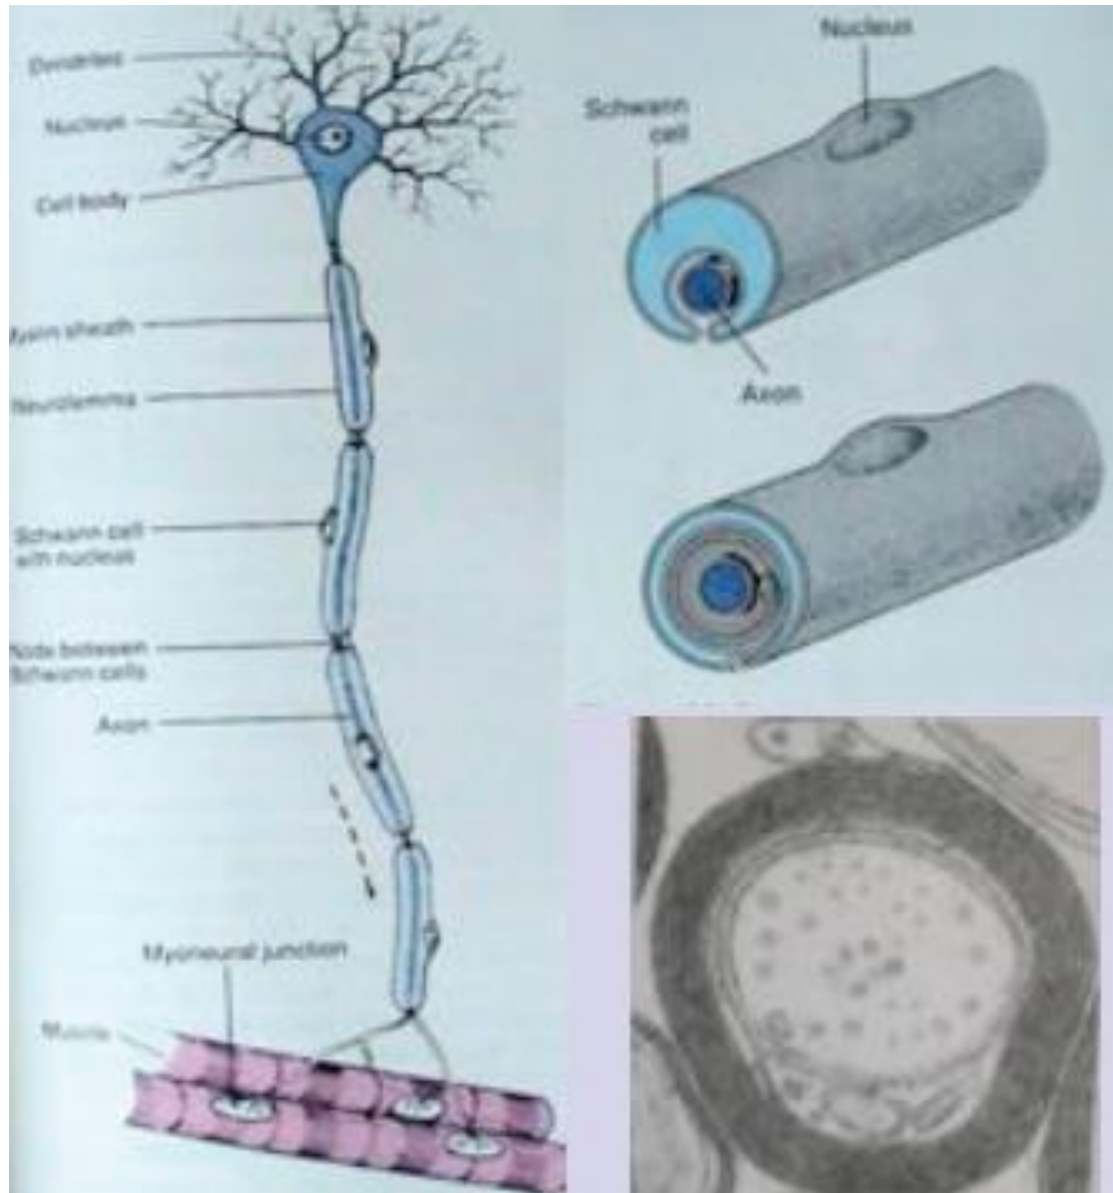 Dendrites
Nucleus
Cell body
sheath
Neurolemma
Schwann cell
with nucleus
Node between
Schwann cells
Axon
Myoneural junction
Muscle
Nucleus
Schwann
cell
Axon